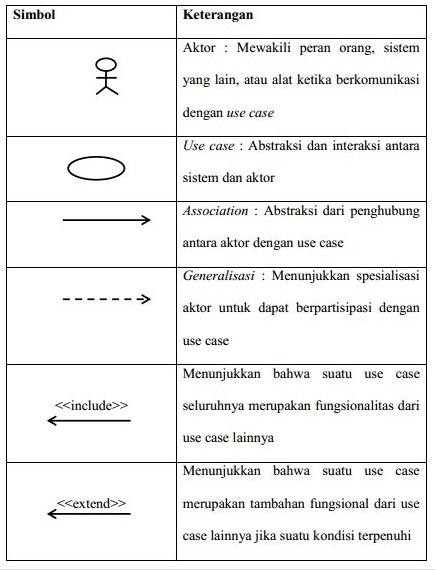 Simbol
Keterangan
Aktor : Mewakili peran orang, sistem
yang lain, atau alat ketika berkomunikasi
dengan use case
Use case : Abstraksi dan interaksi antara
sistem dan aktor
Association : Abstraksi dari penghubung
antara aktor dengan use case
Generalisasi : Menunjukkan spesialisasi
aktor untuk dapat berpartisipasi dengan
use case
<<include>>
Menunjukkan bahwa suatu use case
seluruhnya merupakan fungsionalitas dari
use case lainnya
<<extend>>
Menunjukkan bahwa suatu use case
merupakan tambahan fungsional dari use
case lainnya jika suatu kondisi terpenuhi